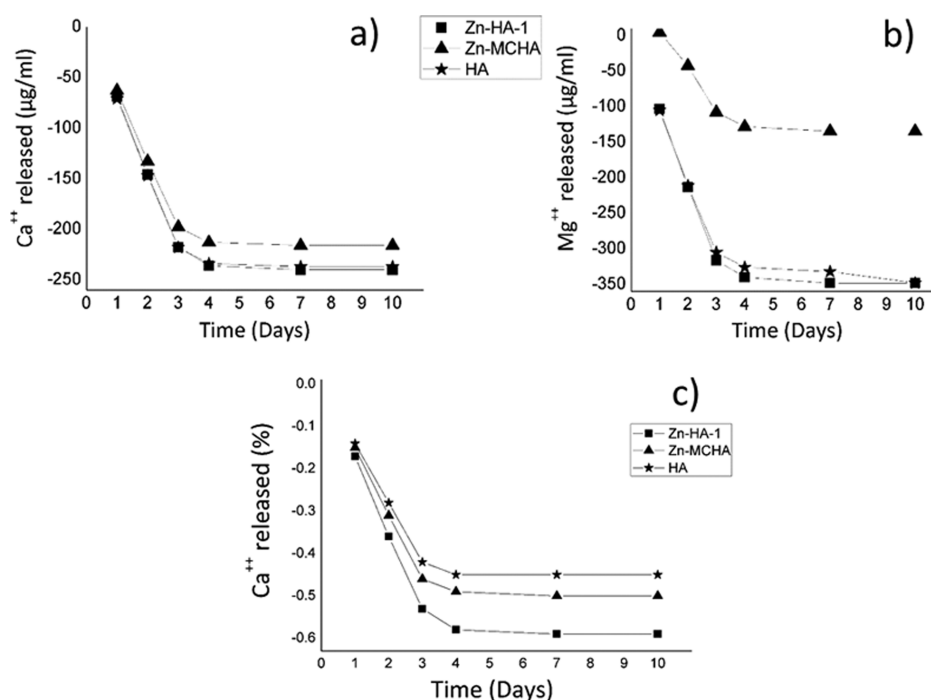 a)
Ca++ released (µg/ml)
0
-50
-100
-150
-200
-250
0 1 2 3 4 5 6 7 8 9 10
Time (Days)
Zn-HA-1
Zn-MCHA
HA
b)
Mg++ released (µg/ml)
0
-50
-100
-150
-200
-250
-300
-350
0 1 2 3 4 5 6 7 8 9 10
Time (Days)
c)
Ca++ released (%)
0.0
-0.1
-0.2
-0.3
-0.4
-0.5
-0.6
0 1 2 3 4 5 6 7 8 9 10
Time (Days)
Zn-HA-1
Zn-MCHA
HA